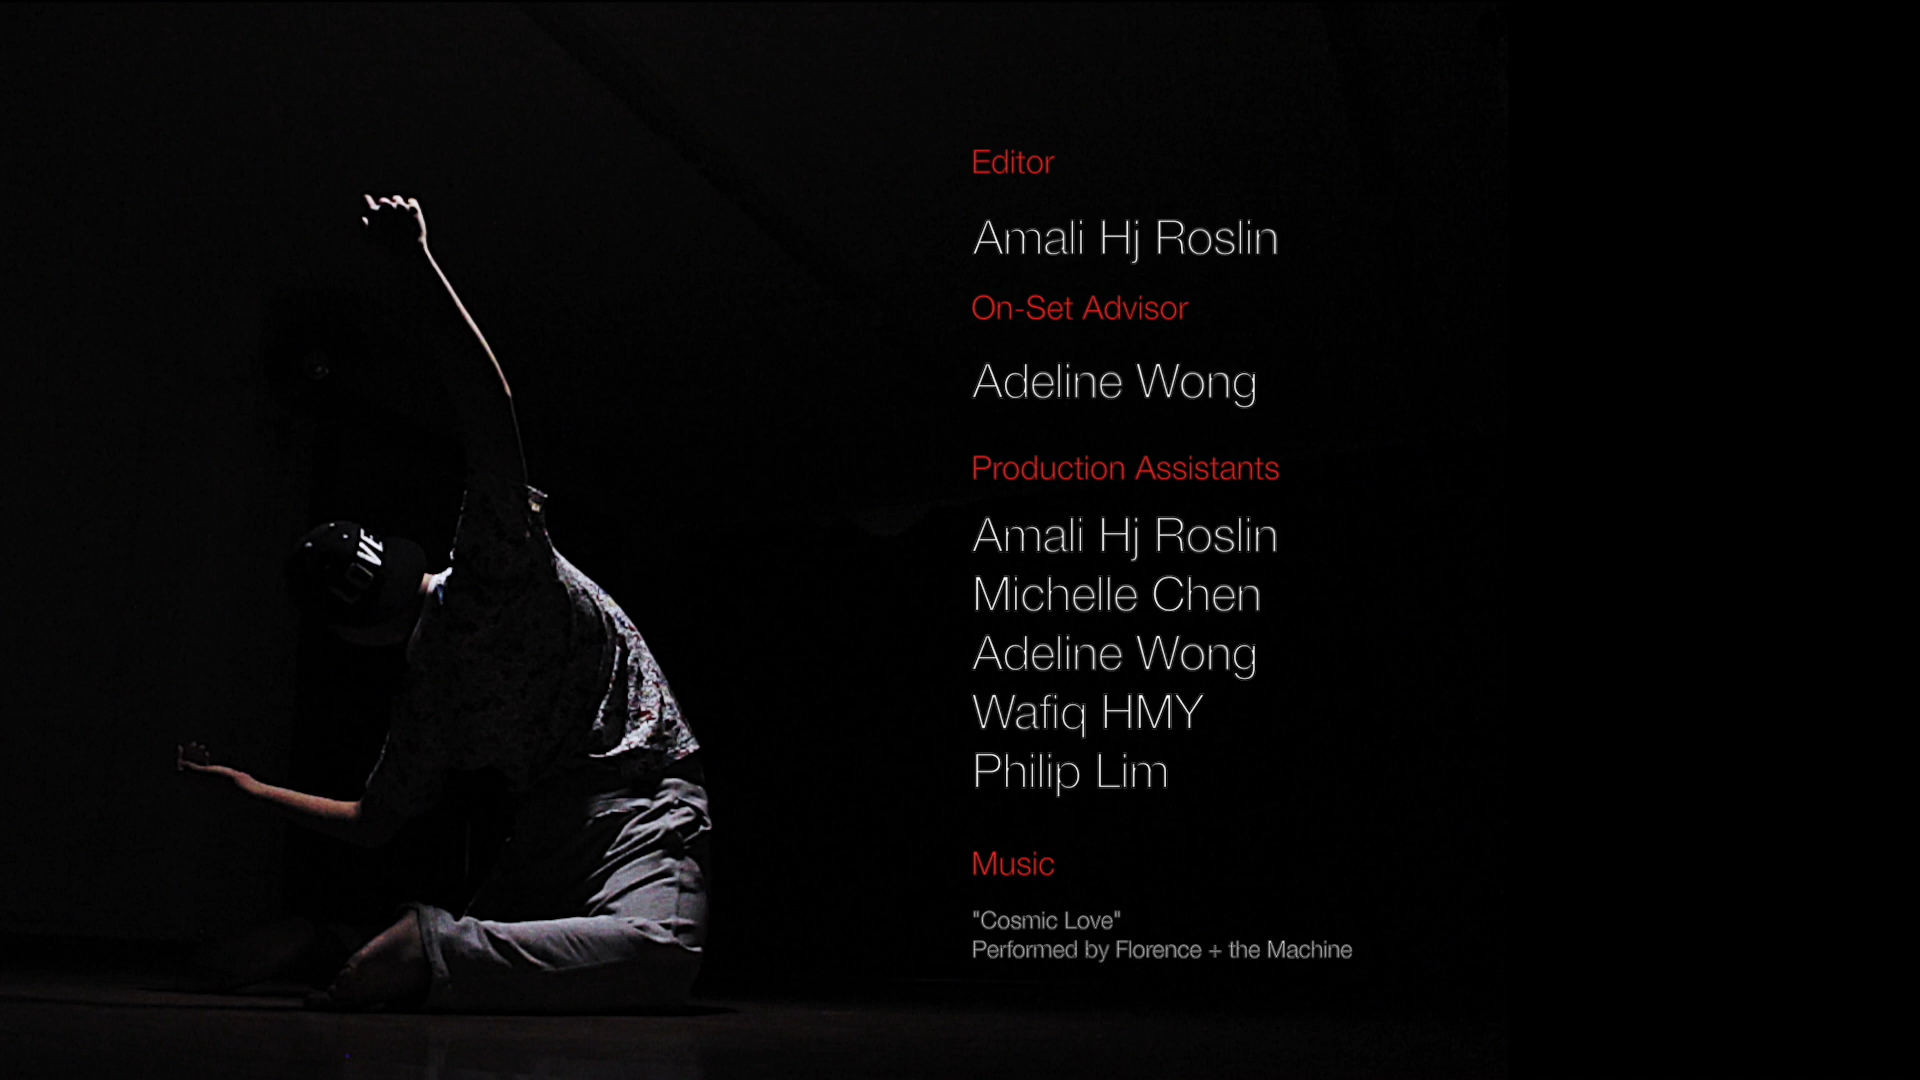 LOVE
Editor
Amali Hj Roslin
On-Set Advisor
Adeline Wong
Production Assistants
Amali Hj Roslin
Michelle Chen
Adeline Wong
Wafiq HMY
Philip Lim
Music
"Cosmic Love"
Performed by Florence + the Machine